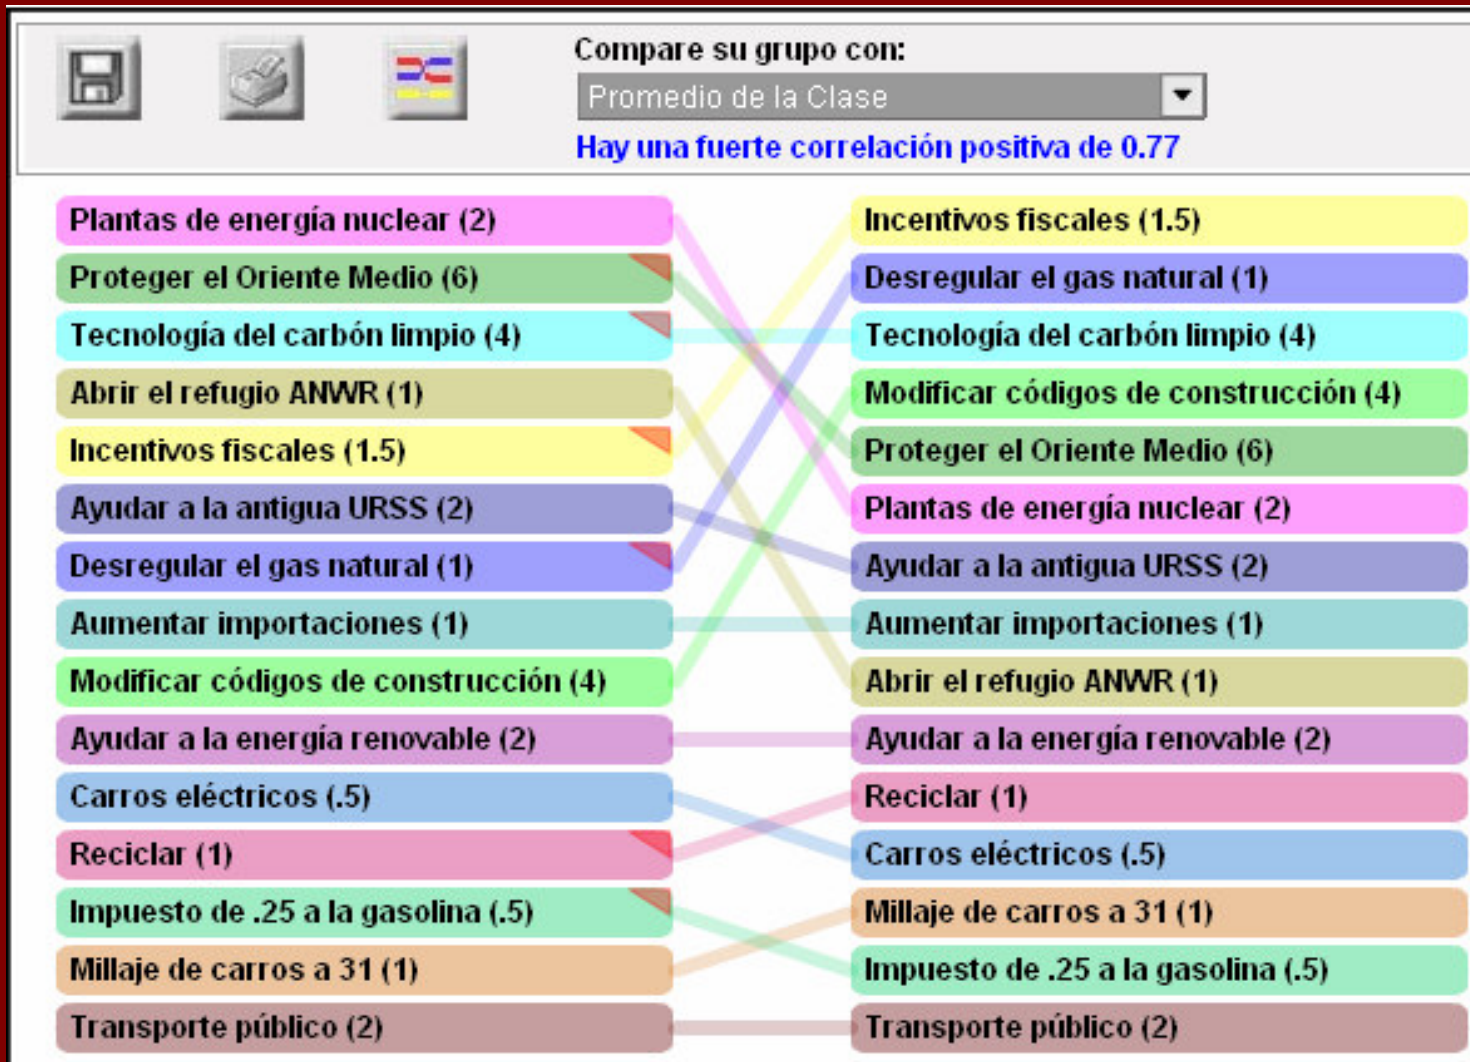 Compare su grupo con:
Promedio de la Clase
Hay una fuerte correlación positiva de 0.77
Plantas de energía nuclear (2)
Proteger el Oriente Medio (6)
Tecnología del carbón limpio (4)
Abrir el refugio ANWR (1)
Incentivos fiscales (1.5)
Ayudar a la antigua URSS (2)
Desregular el gas natural (1)
Aumentar importaciones (1)
Modificar códigos de construcción (4)
Ayudar a la energía renovable (2)
Carros eléctricos (.5)
Reciclar (1)
Impuesto de .25 a la gasolina (.5)
Millaje de carros a 31 (1)
Transporte público (2)
Incentivos fiscales (1.5)
Desregular el gas natural (1)
Tecnología del carbón limpio (4)
Modificar códigos de construcción (4)
Proteger el Oriente Medio (6)
Plantas de energía nuclear (2)
Ayudar a la antigua URSS (2)
Aumentar importaciones (1)
Abrir el refugio ANWR (1)
Ayudar a la energía renovable (2)
Reciclar (1)
Carros eléctricos (.5)
Millaje de carros a 31 (1)
Impuesto de .25 a la gasolina (.5)
Transporte público (2)